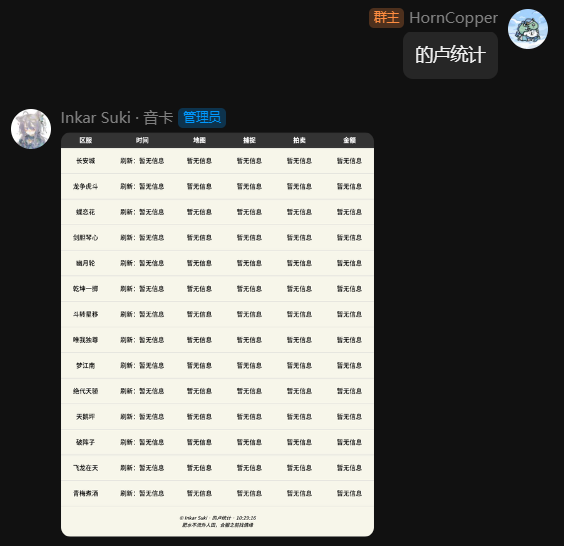 群主 HornCopper
的卢统计
Inkar Suki · 音卡 管理员
区服 时间 地图 捕捉 拍卖 金额
长安城 刷新：暂无信息 暂无信息 暂无信息 暂无信息 暂无信息
龙争虎斗 刷新：暂无信息 暂无信息 暂无信息 暂无信息 暂无信息
蝶恋花 刷新：暂无信息 暂无信息 暂无信息 暂无信息 暂无信息
剑胆琴心 刷新：暂无信息 暂无信息 暂无信息 暂无信息 暂无信息
幽月轮 刷新：暂无信息 暂无信息 暂无信息 暂无信息 暂无信息
乾坤一掷 刷新：暂无信息 暂无信息 暂无信息 暂无信息 暂无信息
斗转星移 刷新：暂无信息 暂无信息 暂无信息 暂无信息 暂无信息
唯我独尊 刷新：暂无信息 暂无信息 暂无信息 暂无信息 暂无信息
梦江南 刷新：暂无信息 暂无信息 暂无信息 暂无信息 暂无信息
绝代天骄 刷新：暂无信息 暂无信息 暂无信息 暂无信息 暂无信息
天鹅坪 刷新：暂无信息 暂无信息 暂无信息 暂无信息 暂无信息
破阵子 刷新：暂无信息 暂无信息 暂无信息 暂无信息 暂无信息
飞龙在天 刷新：暂无信息 暂无信息 暂无信息 暂无信息 暂无信息
青梅煮酒 刷新：暂无信息 暂无信息 暂无信息 暂无信息 暂无信息
© Inkar Suki · 的卢统计 · 10:29:16
肥水不流外人田，合服之前找情缘